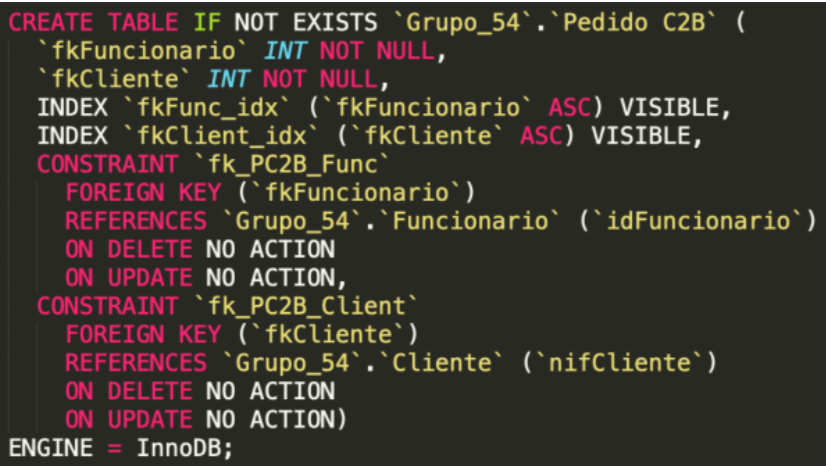 CREATE TABLE IF NOT EXISTS `Grupo_54`.`Pedido C2B` (
  `fkFuncionario` INT NOT NULL,
  `fkCliente` INT NOT NULL,
  INDEX `fkFunc_idx` (`fkFuncionario` ASC) VISIBLE,
  INDEX `fkClient_idx` (`fkCliente` ASC) VISIBLE,
  CONSTRAINT `fk_PC2B_Func`
    FOREIGN KEY (`fkFuncionario`)
    REFERENCES `Grupo_54`.`Funcionario` (`idFuncionario`)
    ON DELETE NO ACTION
    ON UPDATE NO ACTION,
  CONSTRAINT `fk_PC2B_Client`
    FOREIGN KEY (`fkCliente`)
    REFERENCES `Grupo_54`.`Cliente` (`nifCliente`)
    ON DELETE NO ACTION
    ON UPDATE NO ACTION)
ENGINE = InnoDB;